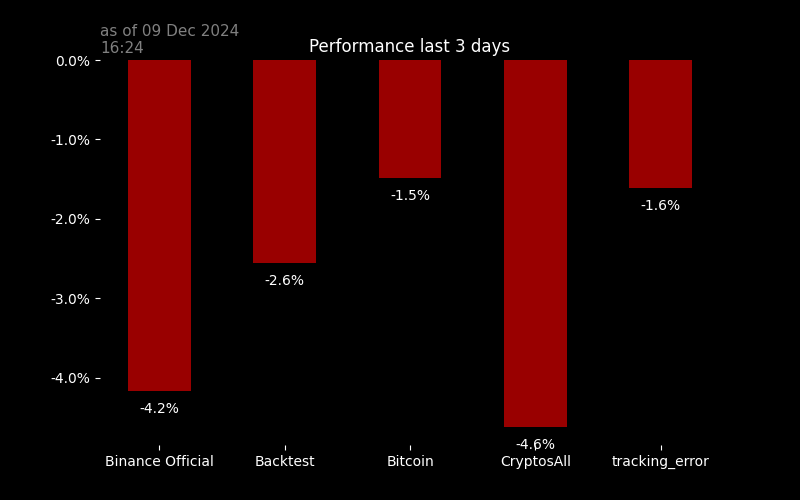 as of 09 Dec 2024
16:24
Performance last 3 days
0.0%
-1.0%
-2.0%
-3.0%
-4.0%
-4.2%
-2.6%
-1.5%
-4.6%
-1.6%
Binance Official
Backtest
Bitcoin
CryptosAll
tracking_error